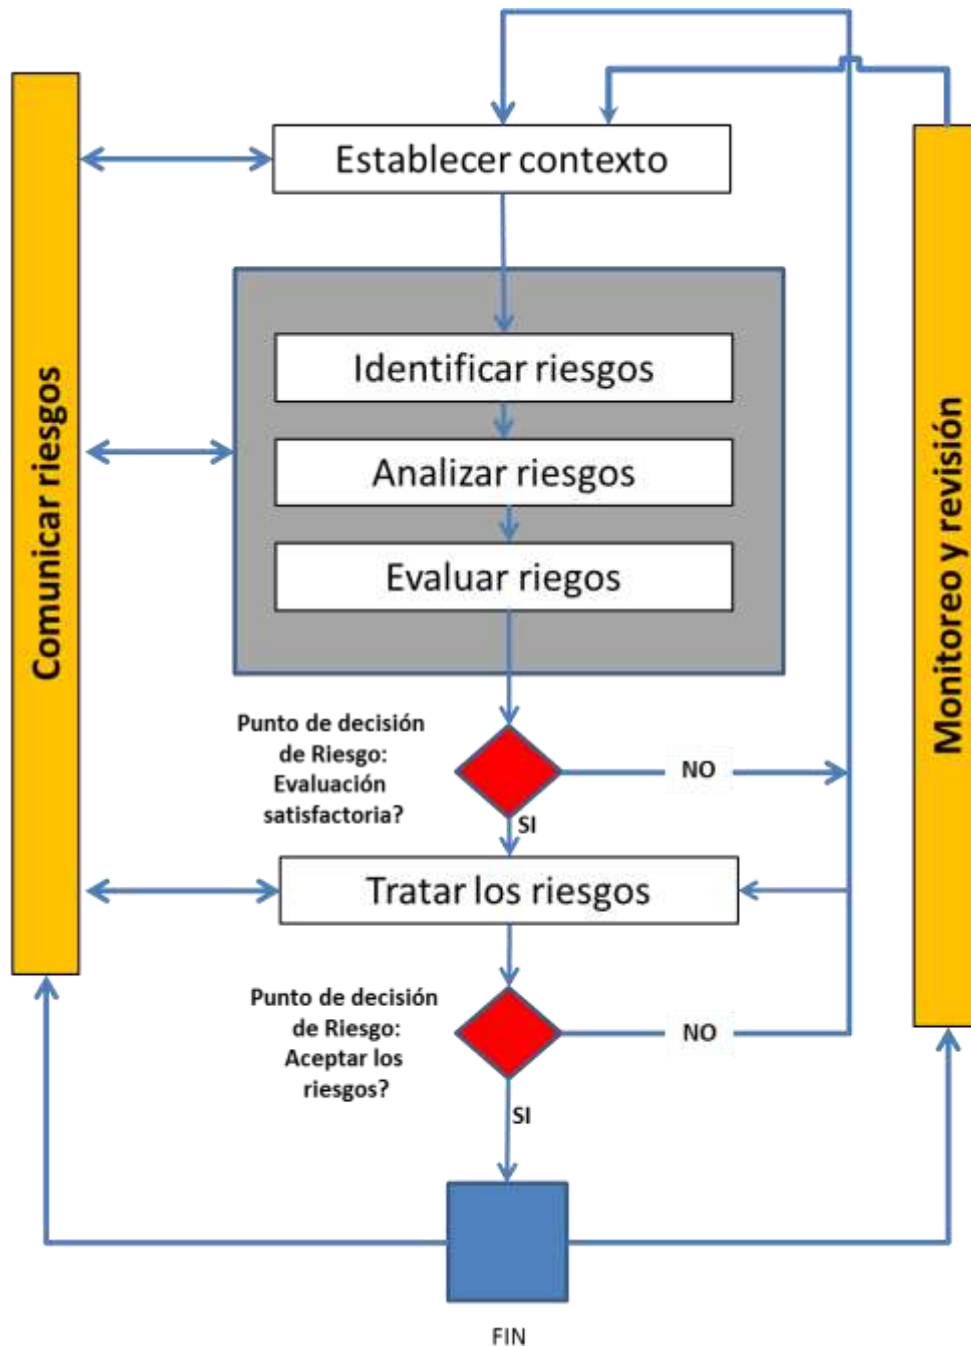 Establecer contexto
Comunicar riesgos
Identificar riesgos
Analizar riesgos
Evaluar riegos
Monitoreo y revisión
Punto de decisión
de Riesgo:
Evaluación
satisfactoria?
NO
SI
Tratar los riesgos
Punto de decisión
de Riesgo:
Aceptar los
riesgos?
NO
SI
FIN